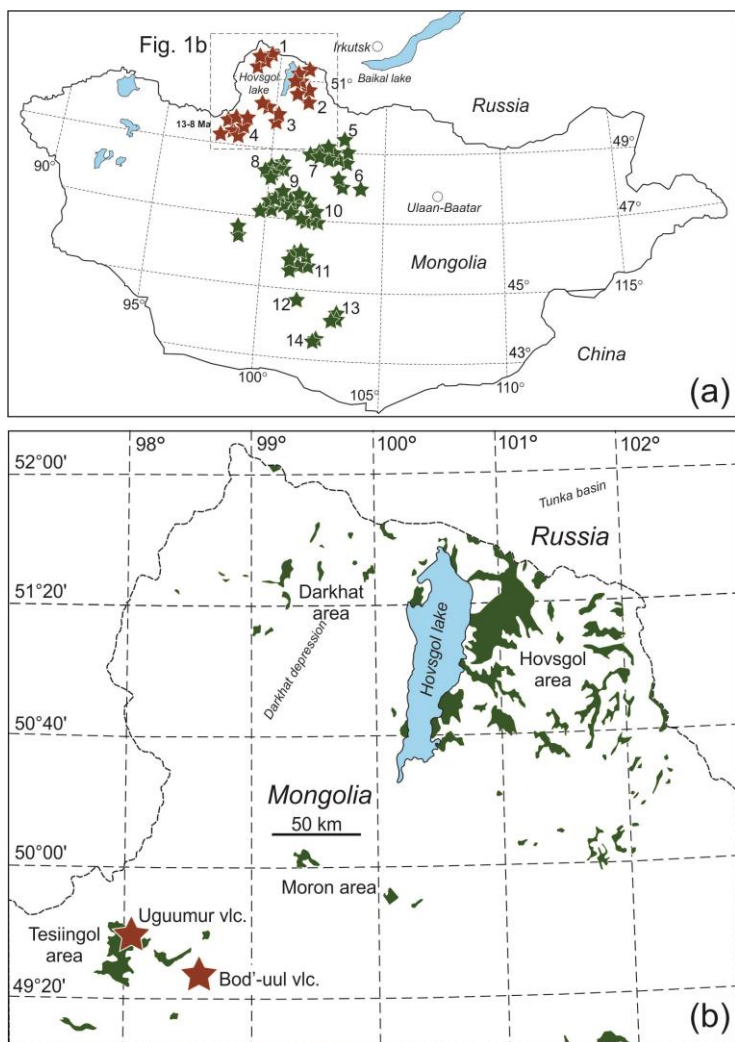 Fig. 1b
1
Irkutsk
51°
Baikal lake
Hovsgol
lake
2
Russia
13-8 Ma
4
3
5
49°
90°
8
7
6
9
Ulaan-Baatar
47°
10
Mongolia
11
95°
45°
115°
12
13
China
14
43°
100°
105°
110°
(a)
98°
99°
100°
101°
102°
52°00'
Tunka basin
Russia
51°20'
Darkhat
area
Hovsgol lake
Darkhat depression
Hovsgol
area
50°40'
Mongolia
50 km
50°00'
Moron area
Uguumur vlc.
Tesiingol
area
Bod'-uul vlc.
49°20'
(b)